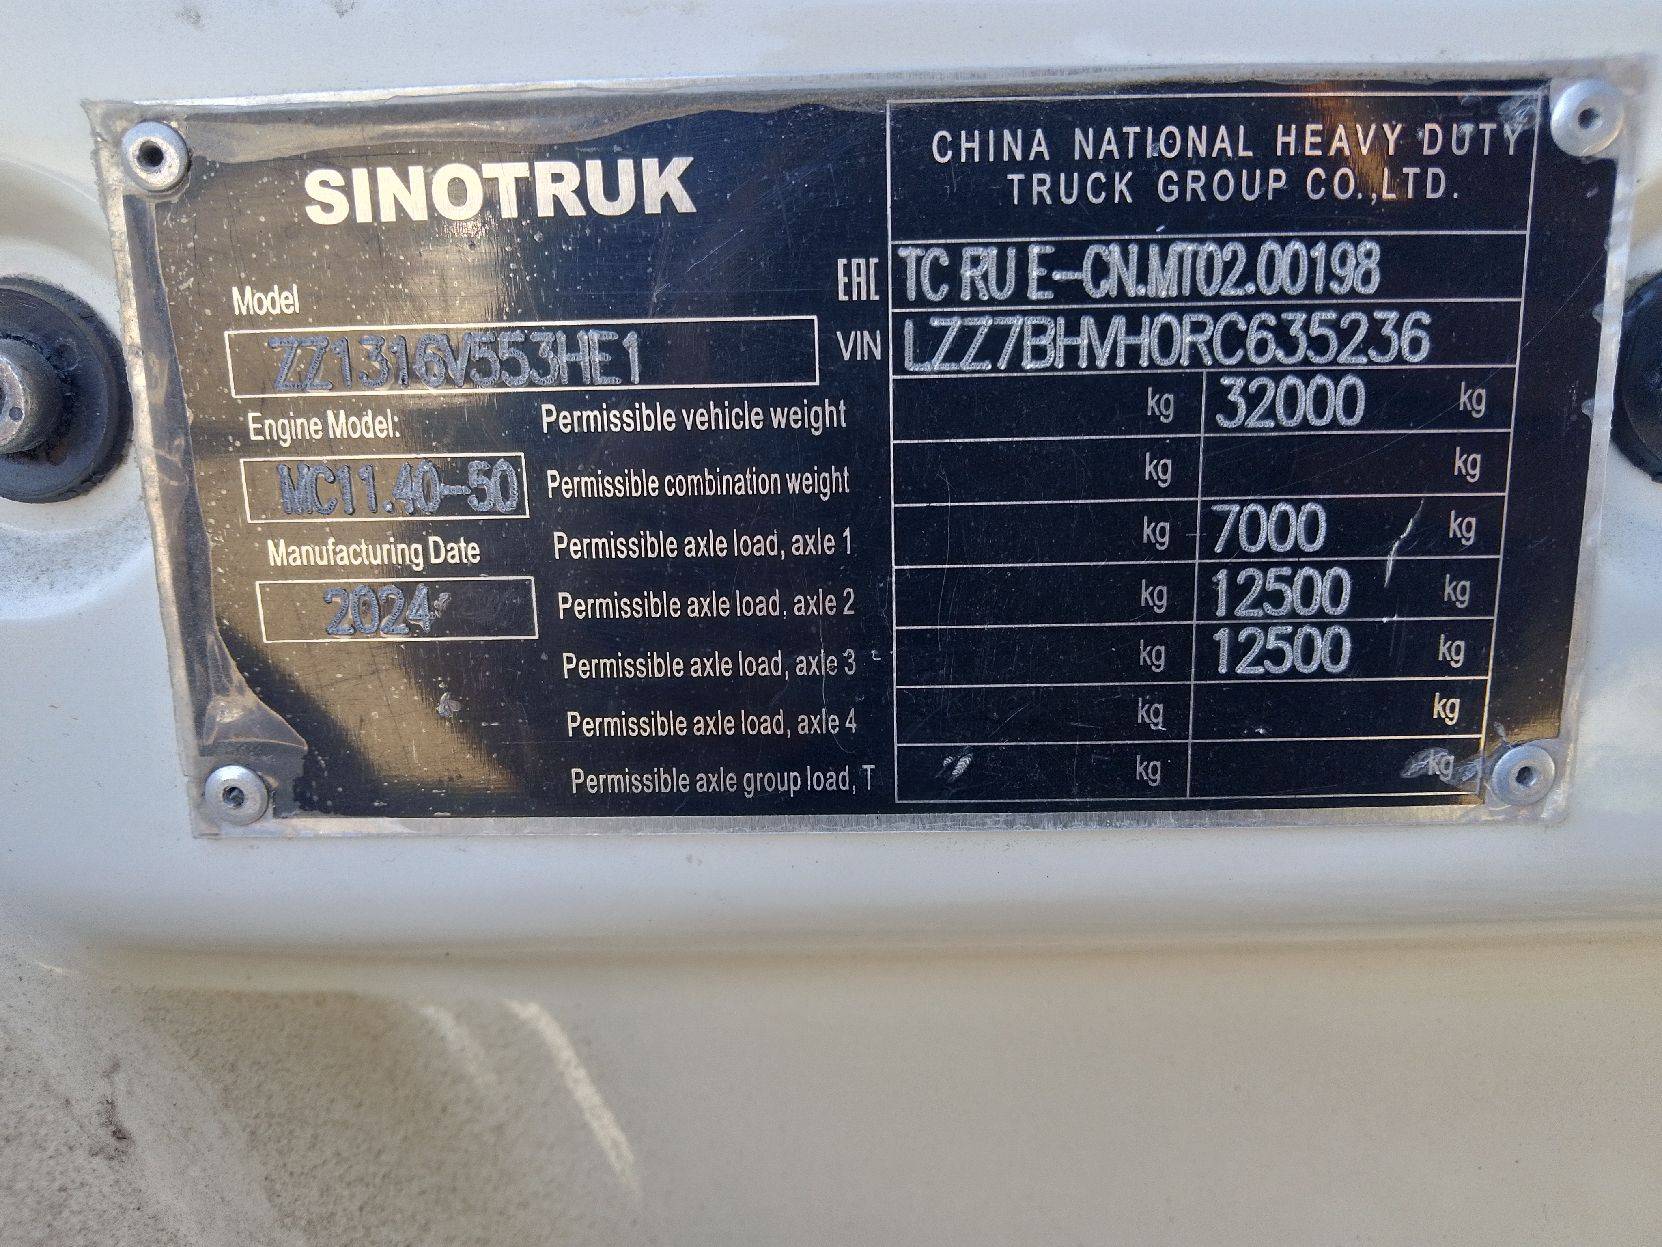 SINOTRUK
CHINA NATIONAL HEAVY DUTY
TRUCK GROUP CO.,LTD.
EAC TC RU E-CN.MT02.00198
VIN LZZ7BHVH0RC635236
Model
ZZ1316V553HE1
Engine Model:
MC11.40-50
Manufacturing Date
2024
Permissible vehicle weight kg 32000 kg
Permissible combination weight kg kg
Permissible axle load, axle 1 kg 7000 kg
Permissible axle load, axle 2 kg 12500 kg
Permissible axle load, axle 3 kg 12500 kg
Permissible axle load, axle 4 kg kg
Permissible axle group load, T kg kg